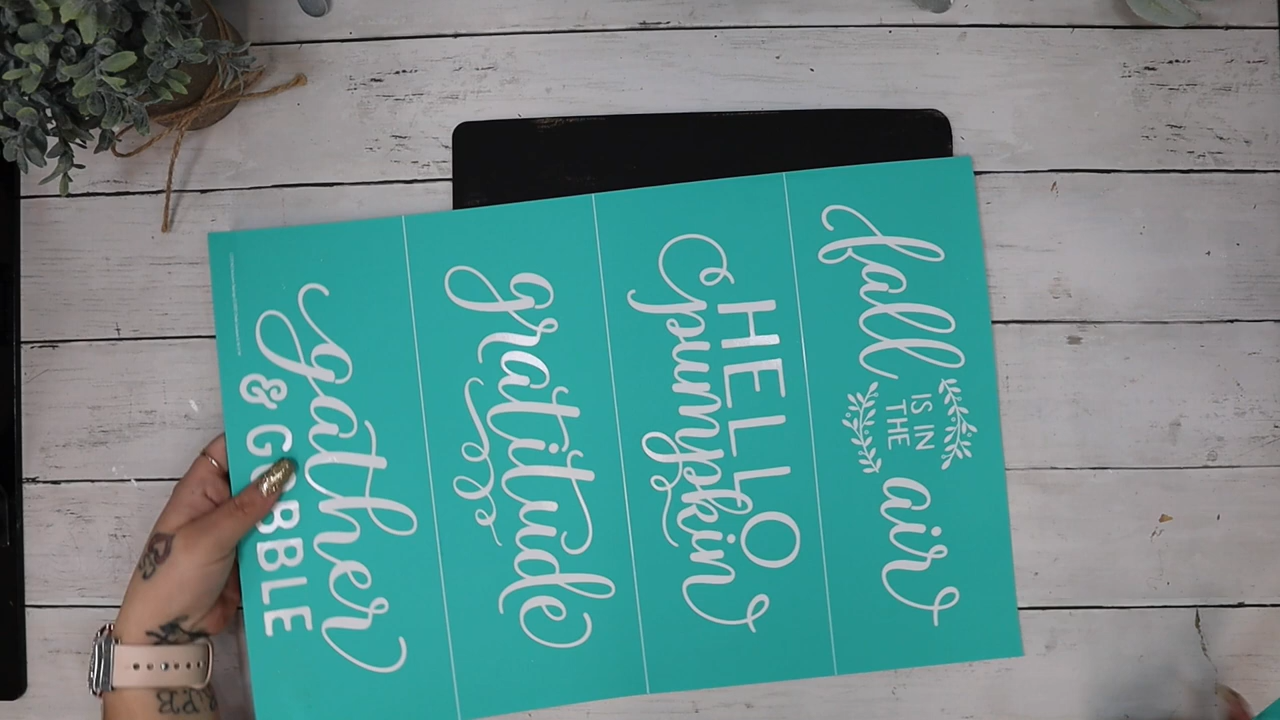 fall
IS IN
THE
air
HELLO
pumpkin
gratitude
gather
& GOBBLE